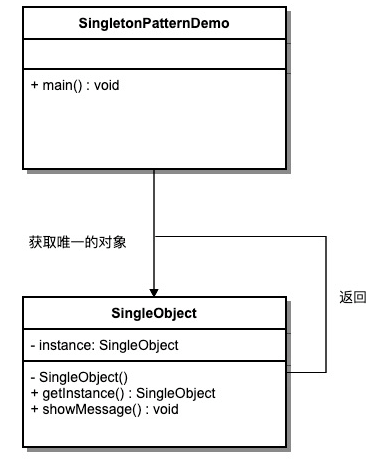 SingletonPatternDemo
+ main() : void
获取唯一的对象
返回
SingleObject
- instance: SingleObject
- SingleObject()
+ getInstance() : SingleObject
+ showMessage() : void